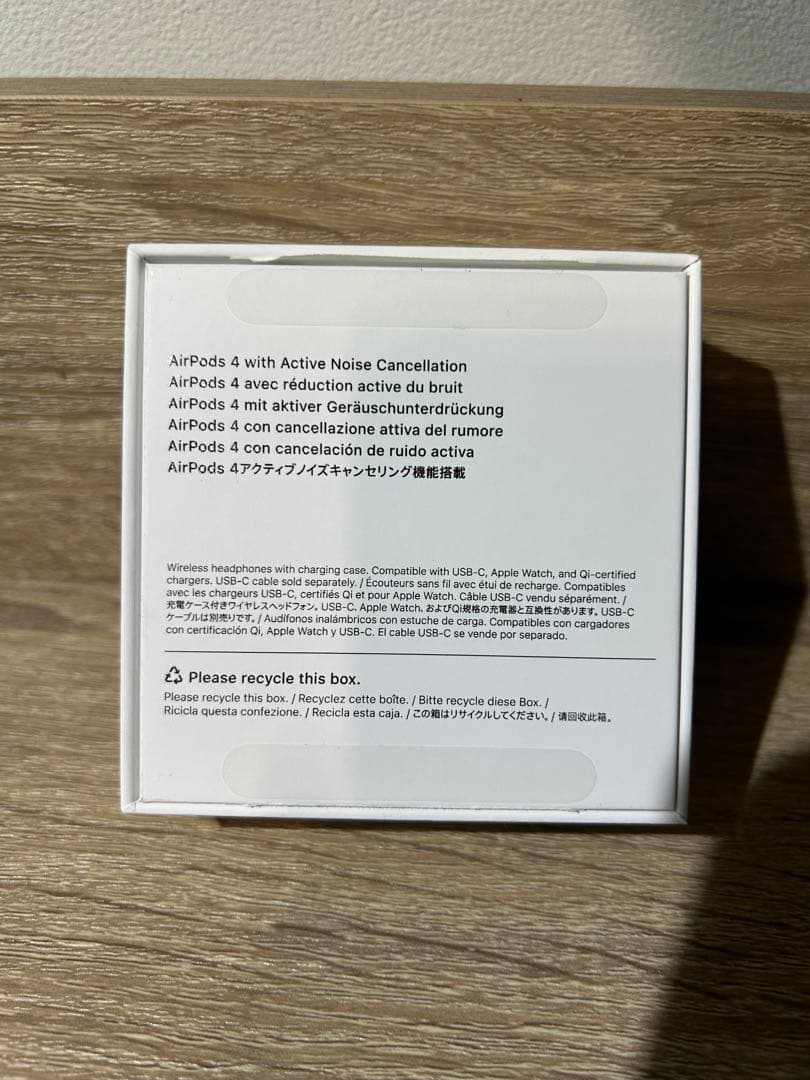 AirPods 4 with Active Noise Cancellation
AirPods 4 avec réduction active du bruit
AirPods 4 mit aktiver Geräuschunterdrückung
AirPods 4 con cancellazione attiva del rumore
AirPods 4 con cancelación de ruido activa
AirPods 4アクティブノイズキャンセリング機能搭載
Wireless headphones with charging case. Compatible with USB-C, Apple Watch, and Qi-certified
chargers. USB-C cable sold separately. / Écouteurs sans fil avec étui de recharge. Compatibles
avec les chargeurs USB-C, certifiés Qi et pour Apple Watch. Câble USB-C vendu séparément. /
充電ケース付きワイヤレスヘッドフォン。USB-C、Apple Watch、およびQi規格の充電器と互換性があります。USB-C
ケーブルは別売りです。/ Audífonos inalámbricos con estuche de carga. Compatibles con cargadores
con certificación Qi, Apple Watch y USB-C. El cable USB-C se vende por separado.
Please recycle this box.
Please recycle this box. / Recyclez cette boîte. / Bitte recycle diese Box. /
Ricicla questa confezione. / Recicla esta caja. / この箱はリサイクルしてください。/ 请回收此箱。